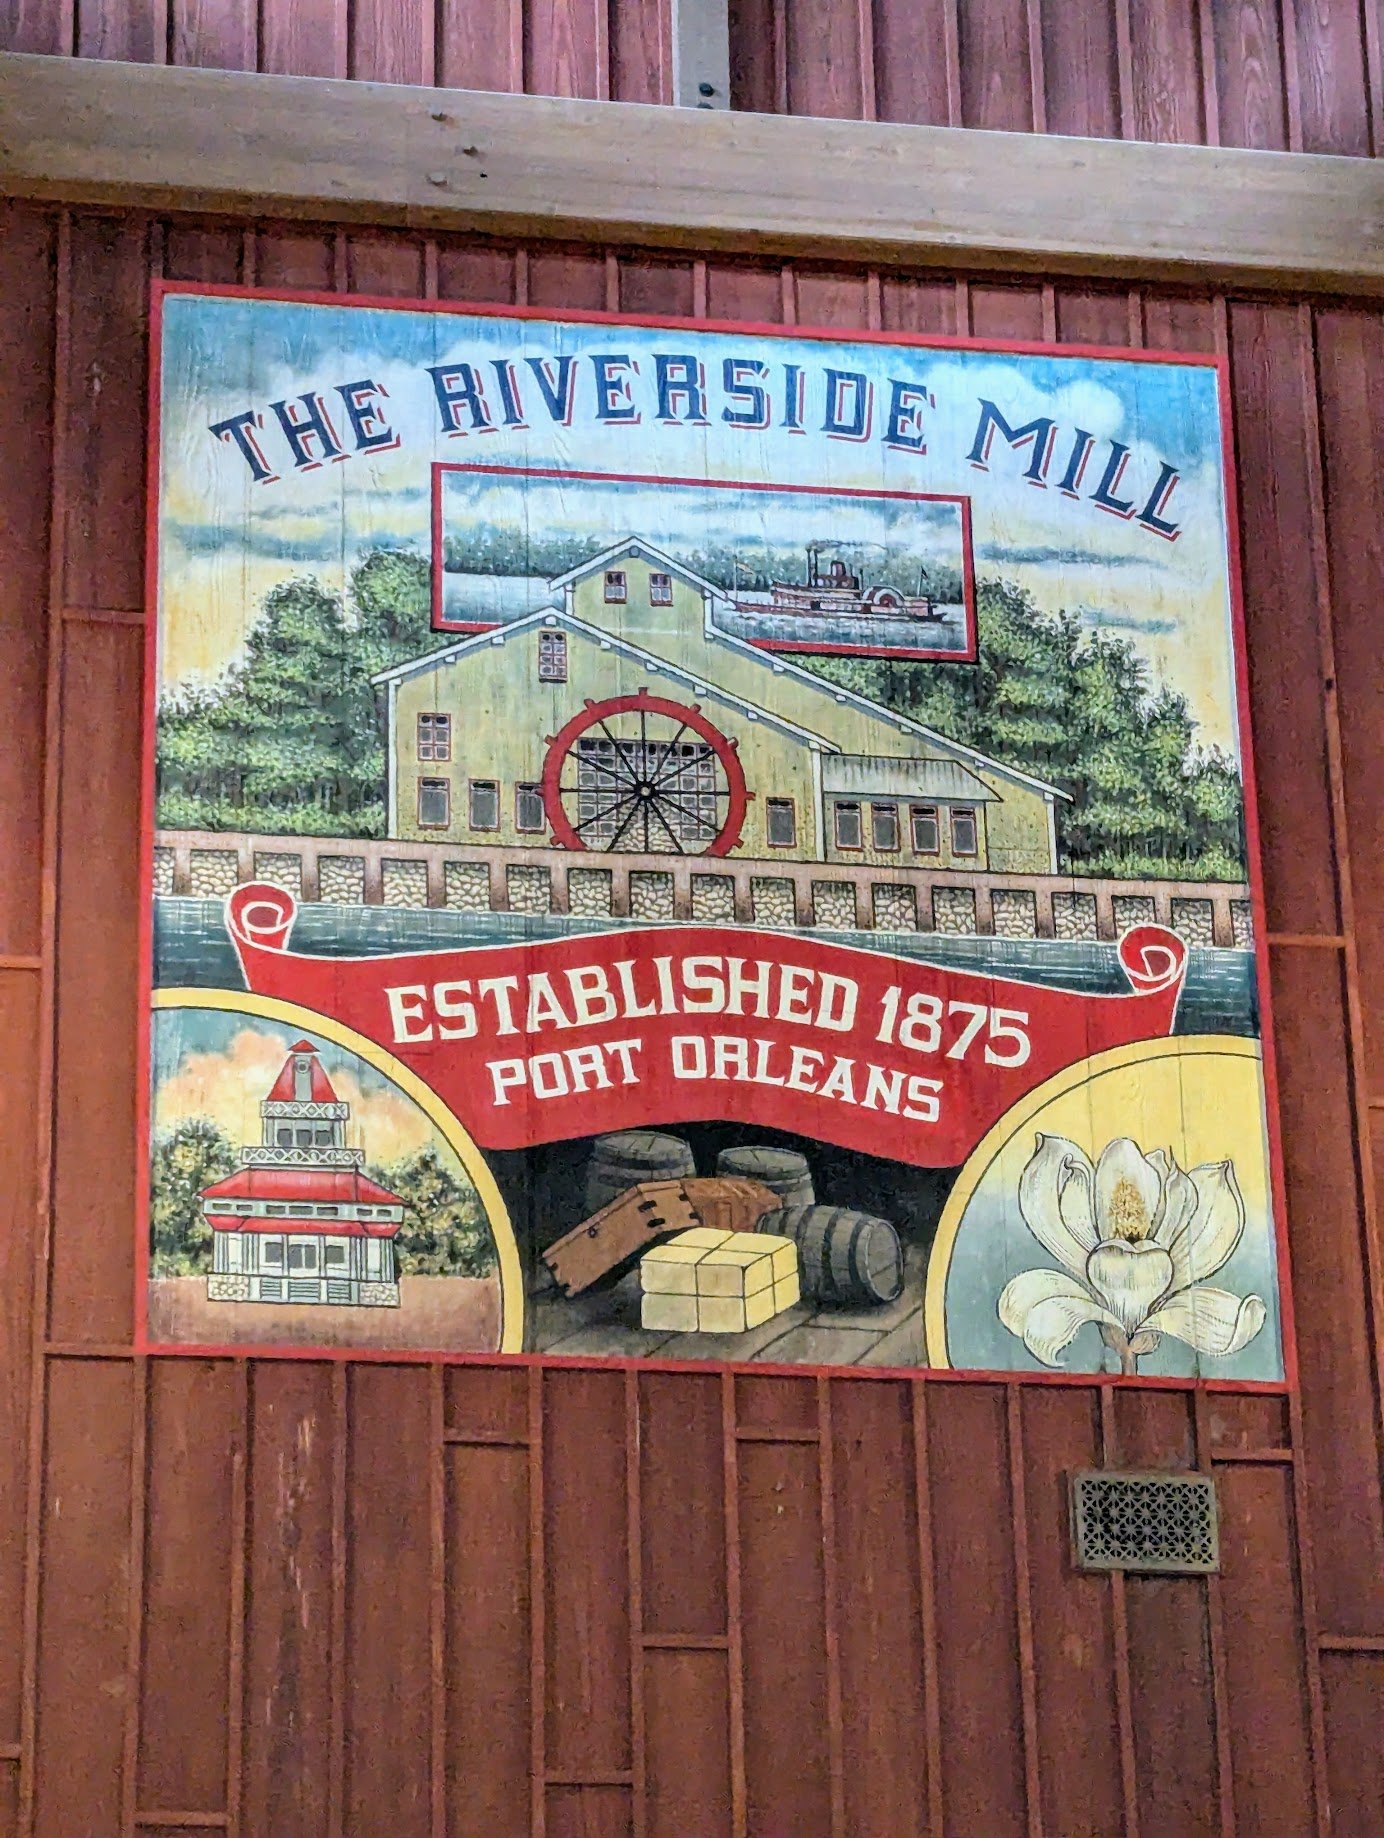 THE RIVERSIDE MILL
ESTABLISHED 1875
PORT ORLEANS